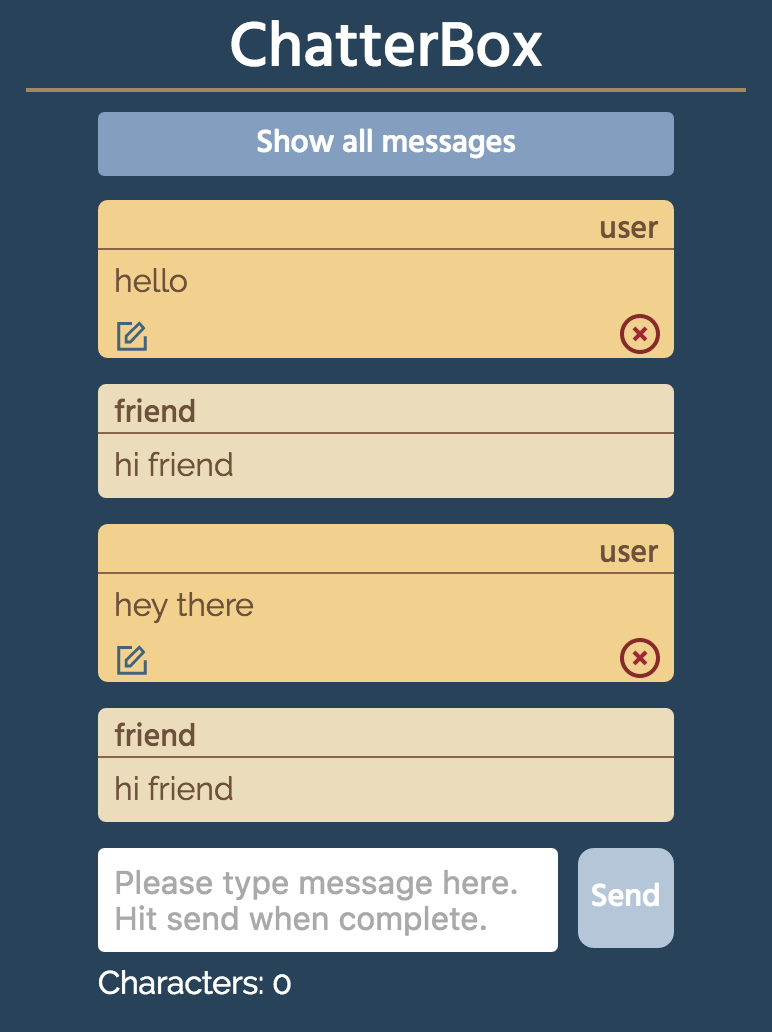 ChatterBox
Show all messages
user
hello
friend
hi friend
user
hey there
friend
hi friend
Please type message here.
Hit send when complete.
Send
Characters: 0